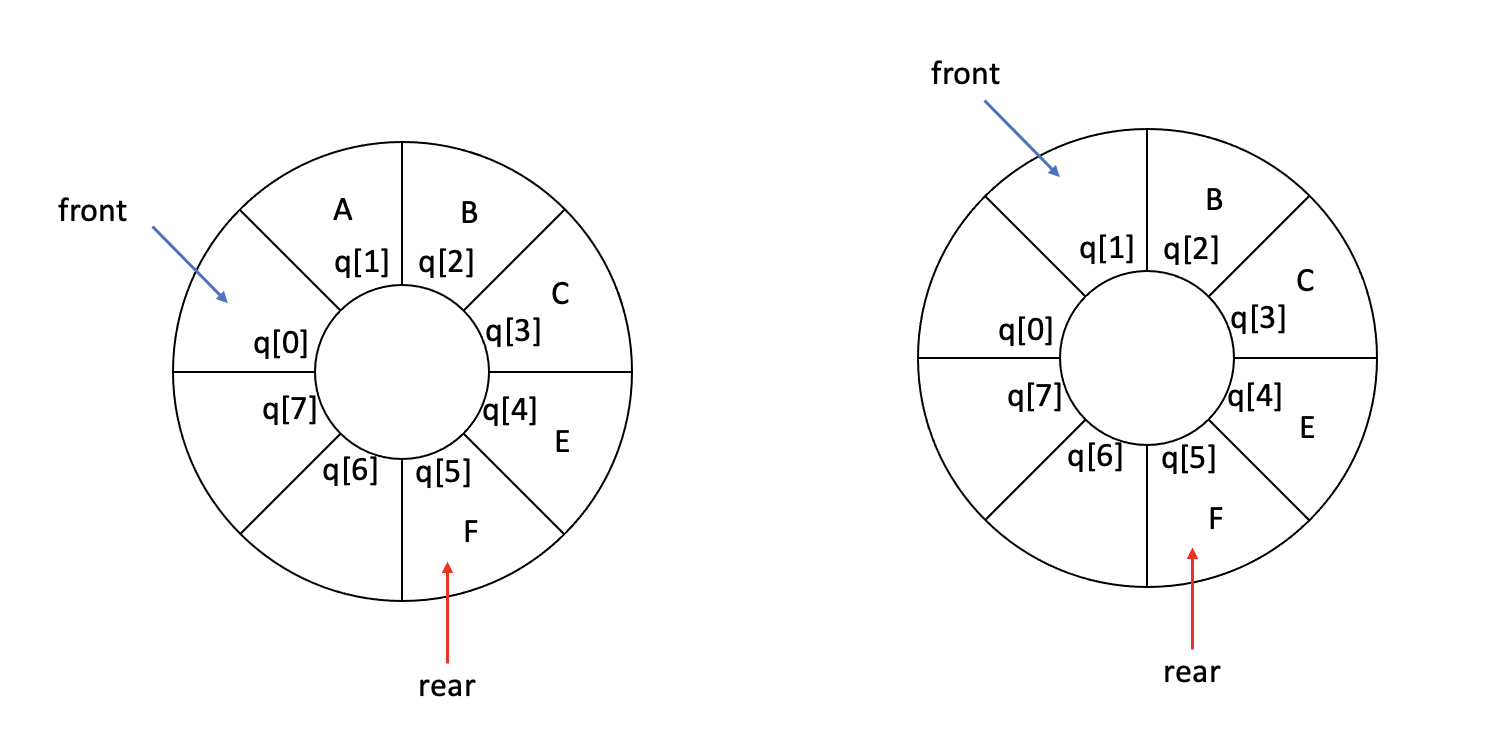 front
A
B
q[1]
q[2]
C
q[3]
q[0]
q[7]
q[4]
E
q[6]
q[5]
F
rear
front
B
q[1]
q[2]
C
q[3]
q[0]
q[7]
q[4]
E
q[6]
q[5]
F
rear